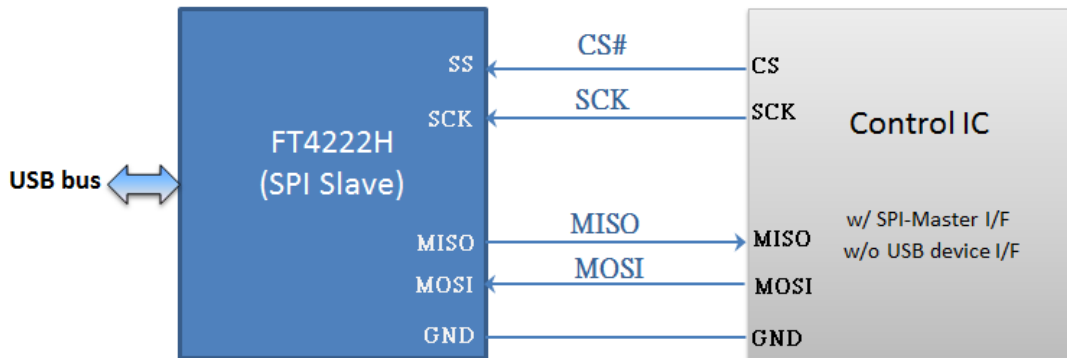 CS#
SS
CS
SCK
SCK
SCK
FT4222H
(SPI Slave)
Control IC
USB bus
MISO
MISO
MISO
w/ SPI-Master I/F
w/o USB device I/F
MOSI
MOSI
MOSI
GND
GND